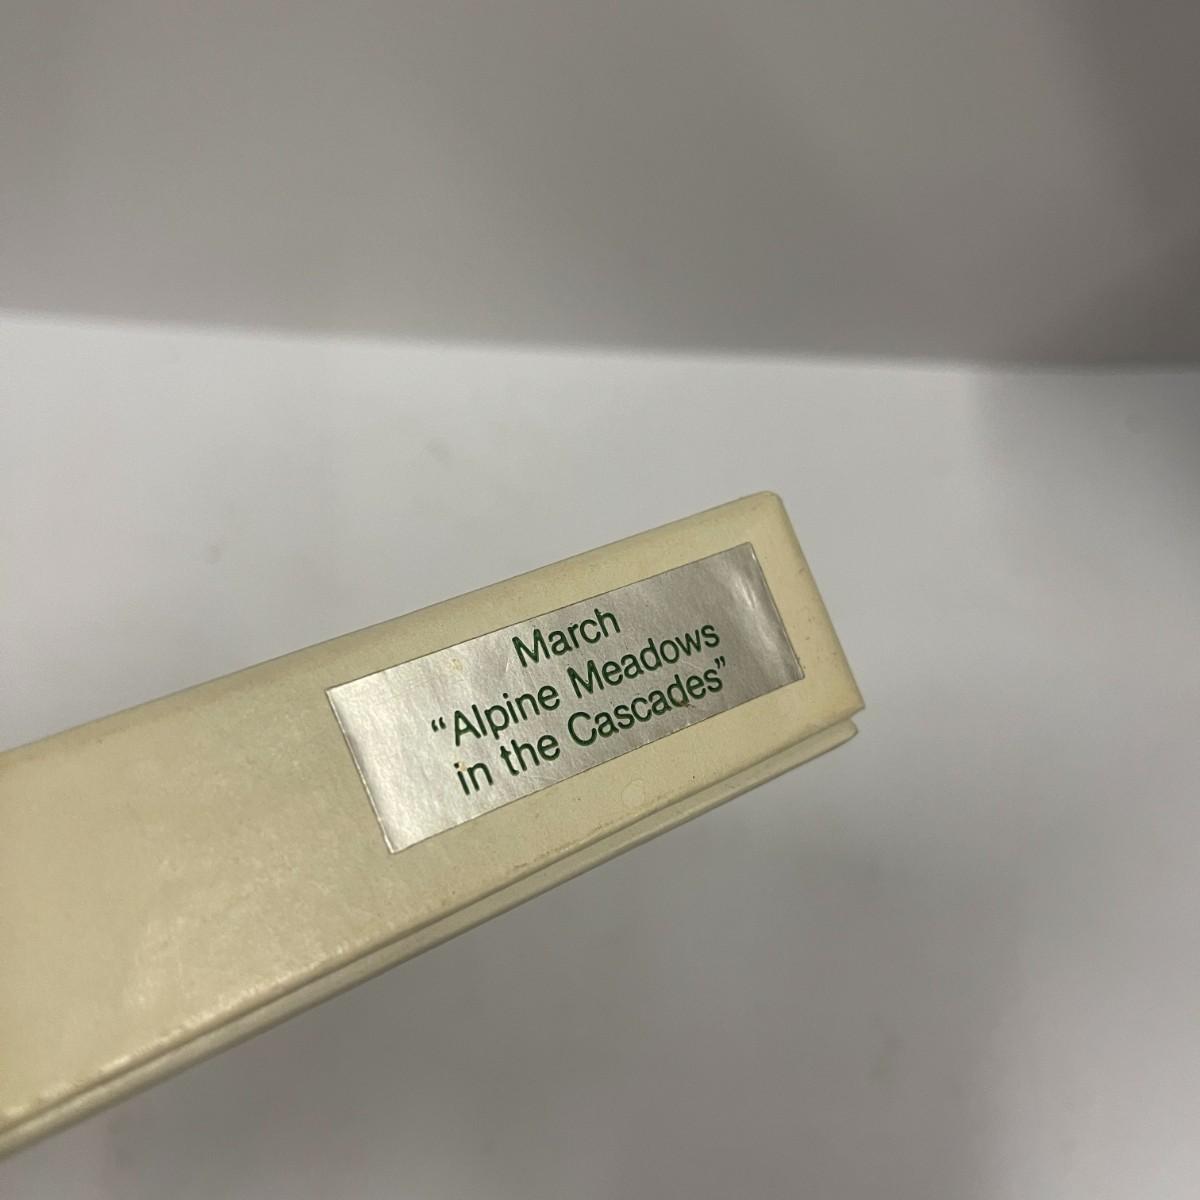 March
“Alpine Meadows
in the Cascades”